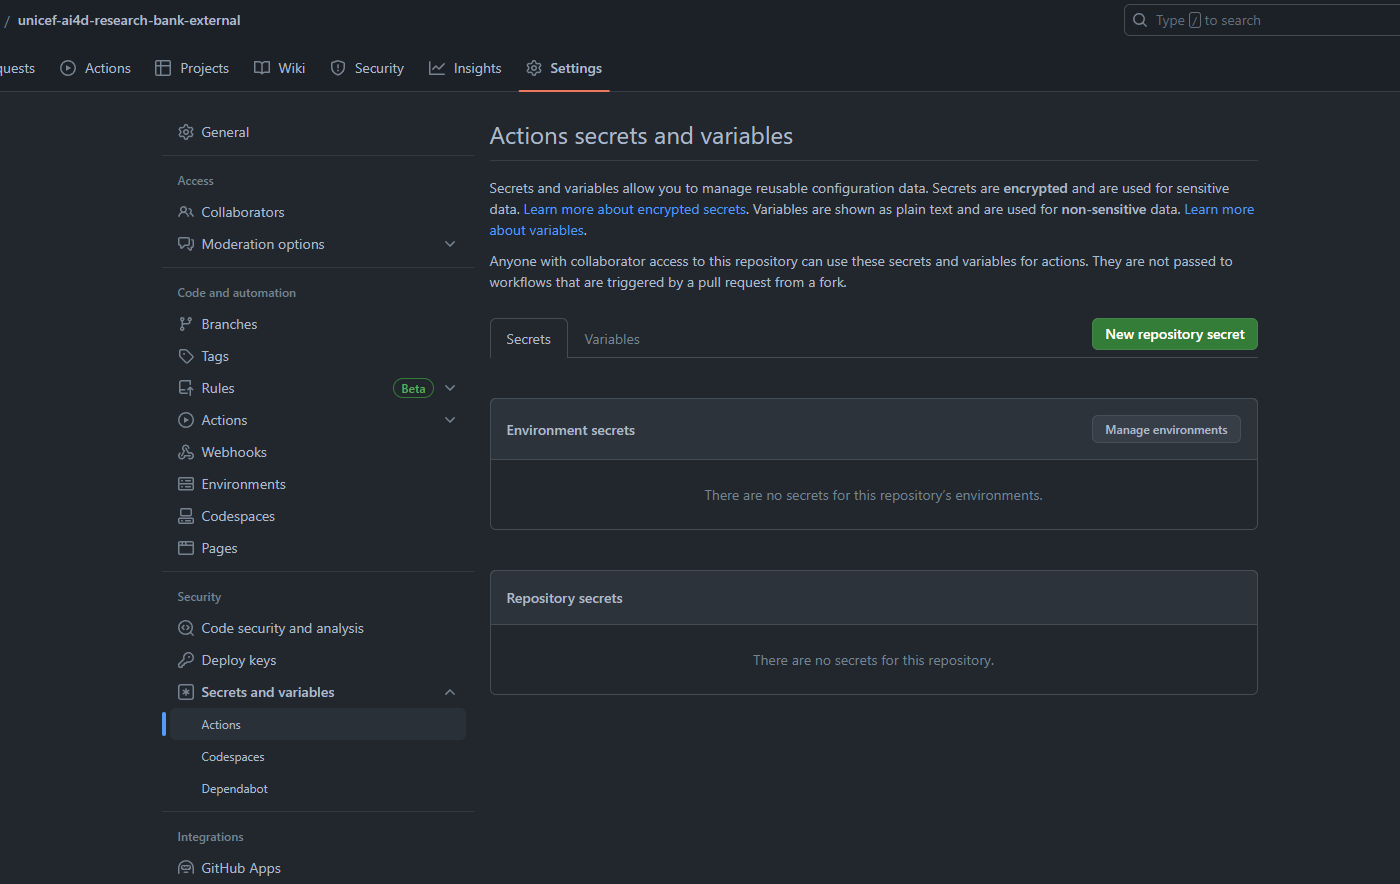 / unicef-ai4d-research-bank-external
Type / to search
quests Actions Projects Wiki Security Insights Settings
General
Access
Collaborators
Moderation options
Code and automation
Branches
Tags
Rules Beta
Actions
Webhooks
Environments
Codespaces
Pages
Security
Code security and analysis
Deploy keys
Secrets and variables
Actions
Codespaces
Dependabot
Integrations
GitHub Apps
Actions secrets and variables
Secrets and variables allow you to manage reusable configuration data. Secrets are encrypted and are used for sensitive
data. Learn more about encrypted secrets. Variables are shown as plain text and are used for non-sensitive data. Learn more
about variables.
Anyone with collaborator access to this repository can use these secrets and variables for actions. They are not passed to
workflows that are triggered by a pull request from a fork.
Secrets Variables New repository secret
Environment secrets Manage environments
There are no secrets for this repository's environments.
Repository secrets
There are no secrets for this repository.